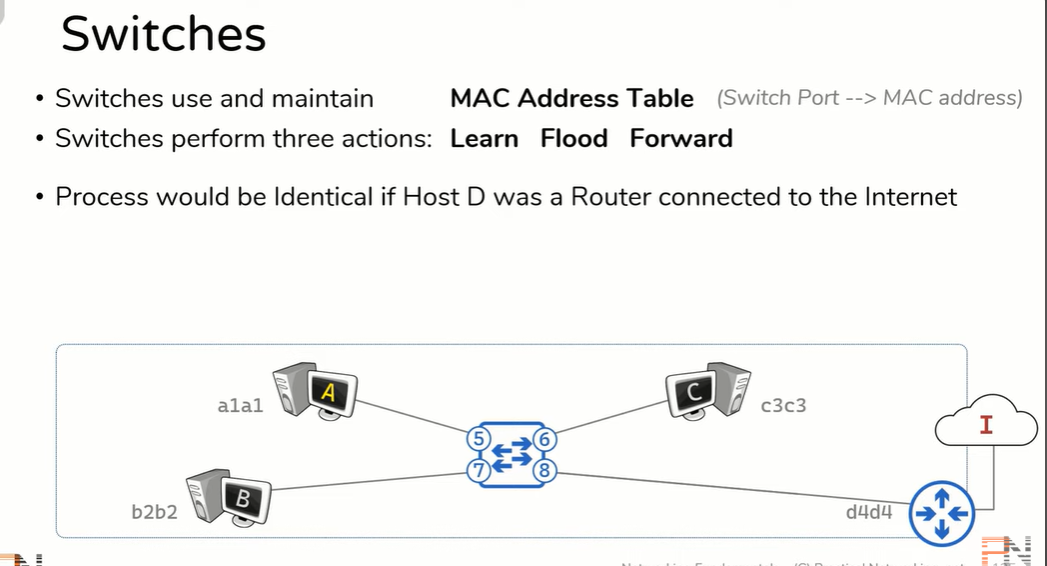 Switches
• Switches use and maintain MAC Address Table (Switch Port --> MAC address)
• Switches perform three actions: Learn Flood Forward
• Process would be Identical if Host D was a Router connected to the Internet
A
a1a1
C
c3c3
I
5 6
7 8
B
b2b2
d4d4